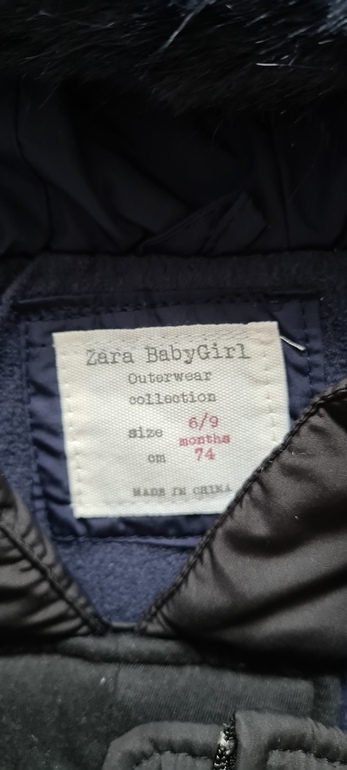 Zara BabyGirl
Outerwear
collection
size 6/9 months
cm 74
MADE IN CHINA